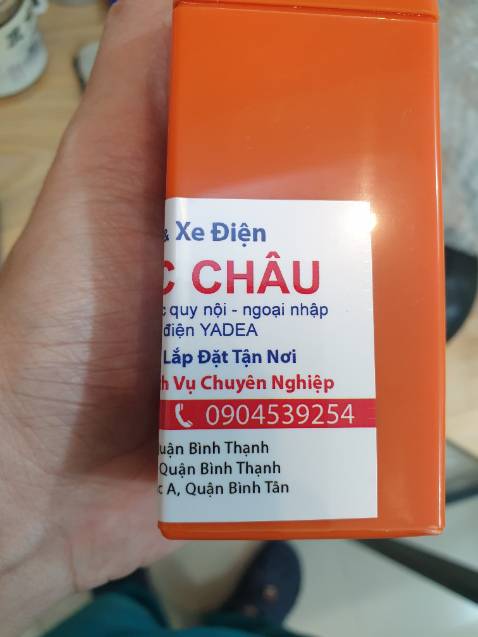 & Xe Điện
C CHÂU
c quy nội - ngoại nhập
điện YADEA
Lắp Đặt Tận Nơi
h Vụ Chuyên Nghiệp
0904539254
uận Bình Thạnh
Quận Bình Thạnh
c A, Quận Bình Tân